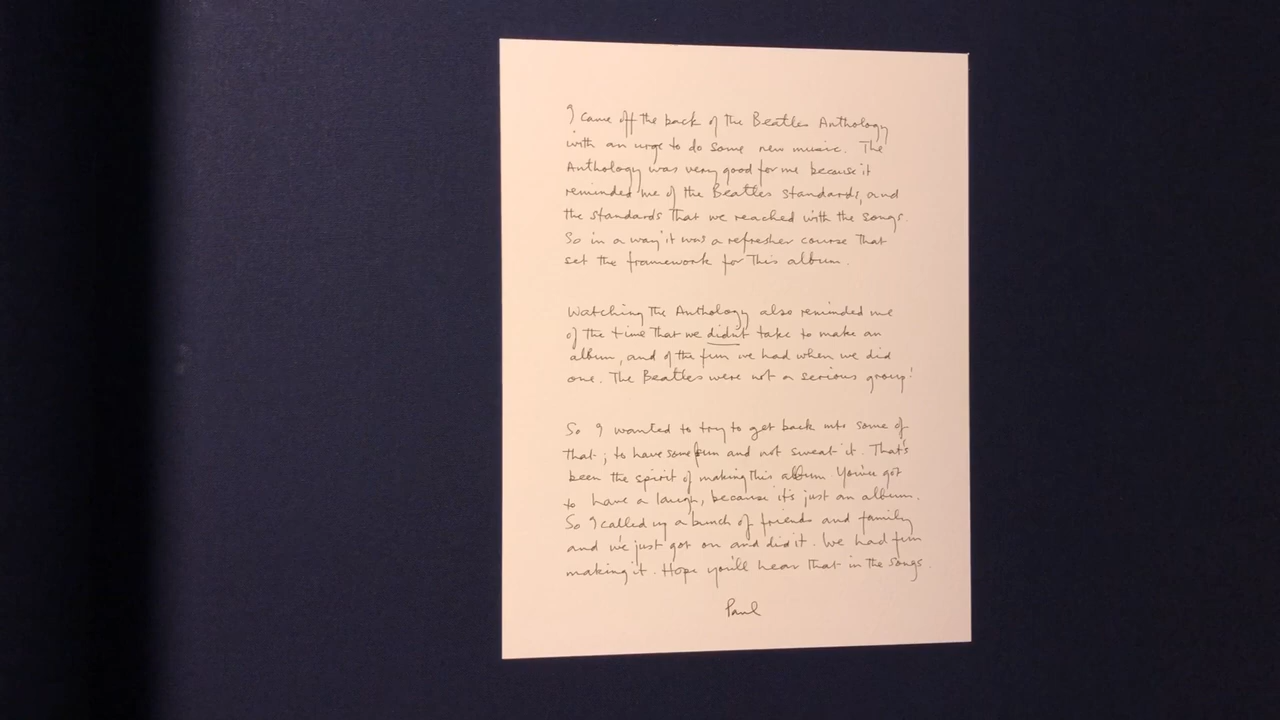 I came off the back of the Beatles Anthology
with an urge to do some new music. The
Anthology was very good for me because it
reminded me of the Beatles standards, and
the standards that we reached with the songs.
So in a way it was a refresher course that
set the framework for this album.
Watching the Anthology also reminded me
of the time that we didn't take to make an
album, and of the fun we had when we did
one. The Beatles were not a serious group!
So I wanted to try to get back into some of
that; to have some fun and not sweat it. That's
been the spirit of making this album. You've got
to have a laugh, because it's just an album.
So I called up a bunch of friends and family
and we just got on and did it. We had fun
making it. Hope you'll hear that in the songs.
Paul